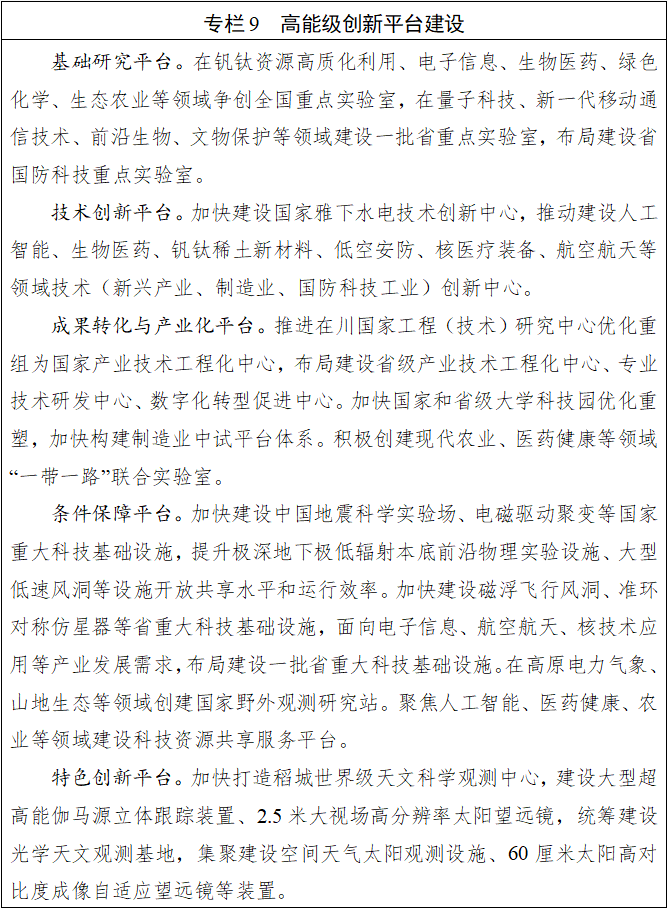 专栏 9 高能级创新平台建设
基础研究平台。在钒钛资源高质化利用、电子信息、生物医药、绿色
化学、生态农业等领域争创全国重点实验室，在量子科技、新一代移动通
信技术、前沿生物、文物保护等领域建设一批省重点实验室，布局建设省
国防科技重点实验室。
技术创新平台。加快建设国家雅下水电技术创新中心，推动建设人工
智能、生物医药、钒钛稀土新材料、低空安防、核医疗装备、航空航天等
领域技术（新兴产业、制造业、国防科技工业）创新中心。
成果转化与产业化平台。推进在川国家工程（技术）研究中心优化重
组为国家产业技术工程化中心，布局建设省级产业技术工程化中心、专业
技术研发中心、数字化转型促进中心。加快国家和省级大学科技园优化重
塑，加快构建制造业中试平台体系。积极创建现代农业、医药健康等领域
“一带一路”联合实验室。
条件保障平台。加快建设中国地震科学实验场、电磁驱动聚变等国家
重大科技基础设施，提升极深地下极低辐射本底前沿物理实验设施、大型
低速风洞等设施开放共享水平和运行效率。加快建设磁浮飞行风洞、准环
对称仿星器等省重大科技基础设施，面向电子信息、航空航天、核技术应
用等产业发展需求，布局建设一批省重大科技基础设施。在高原电力气象、
山地生态等领域创建国家野外观测研究站。聚焦人工智能、医药健康、农
业等领域建设科技资源共享服务平台。
特色创新平台。加快打造稻城世界级天文科学观测中心，建设大型超
高能伽马源立体跟踪装置、2.5 米大视场高分辨率太阳望远镜，统筹建设
光学天文观测基地，集聚建设空间天气太阳观测设施、60 厘米太阳高对
比度成像自适应望远镜等装置。